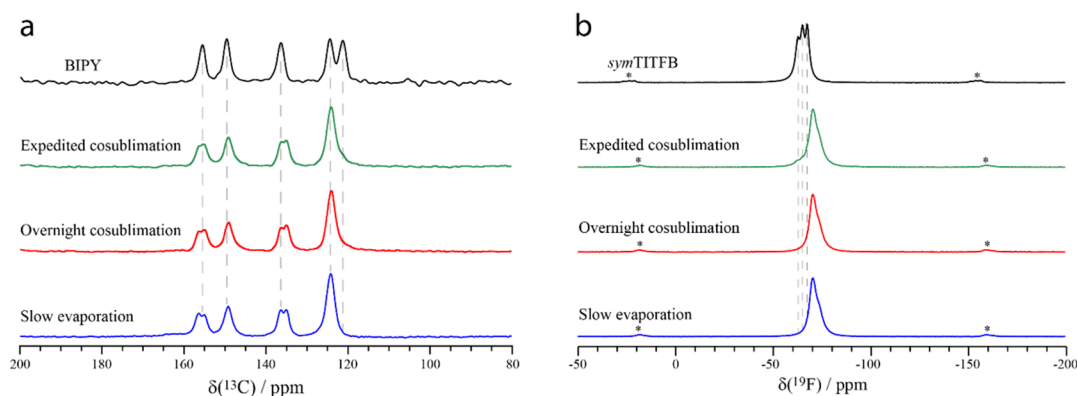 a
BIPY
Expedited cosublimation
Overnight cosublimation
Slow evaporation
200 180 160 140 120 100 80
δ(¹³C) / ppm
b
symTITFB
* *
Expedited cosublimation
* *
Overnight cosublimation
* *
Slow evaporation
* *
50 0 -50 -100 -150 -200
δ(¹⁹F) / ppm